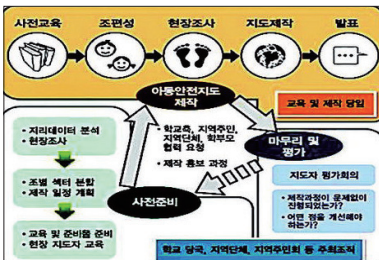 사전교육
조편성
현장조사
지도제작
발표
아동안전지도
제작
교육 및 제작 당일
• 지리데이터 분석
• 현장조사
• 학교측, 지역주민,
지역단체, 학부모
협력 요청
• 제작 홍보 과정
마무리 및
평가
• 조별 섹터 분할
• 제작 일정 계획
사전준비
지도자 평가회의
• 제작과정이 문제없이
진행되었는가?
• 어떤 점을 개선해야
하는가?
• 교육 및 준비물 준비
• 현장 지도자 교육
학교 당국, 지역단체, 지역주민회 등 주최조직